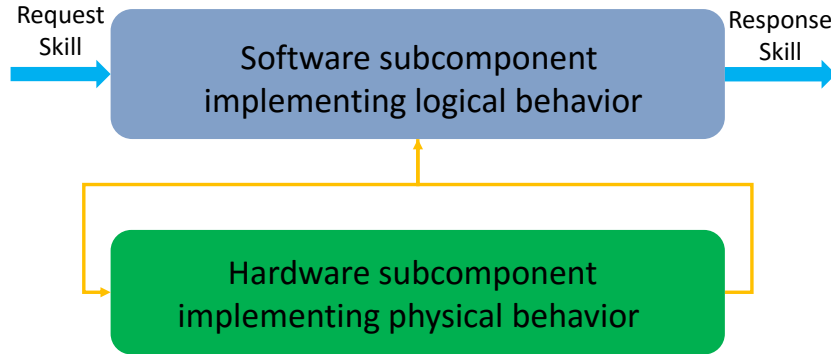 Request
Skill
Software subcomponent
implementing logical behavior
Response
Skill
Hardware subcomponent
implementing physical behavior